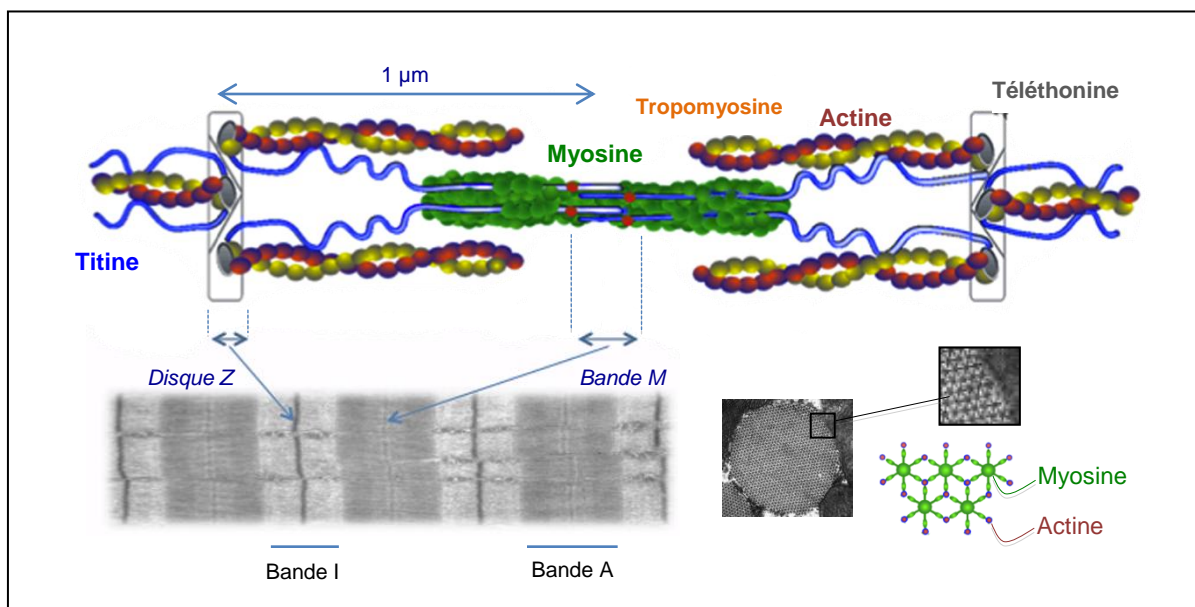 1 µm
Tropomyosine
Actine
Téléthonine
Myosine
Titine
Disque Z
Bande M
Myosine
Actine
Bande I
Bande A